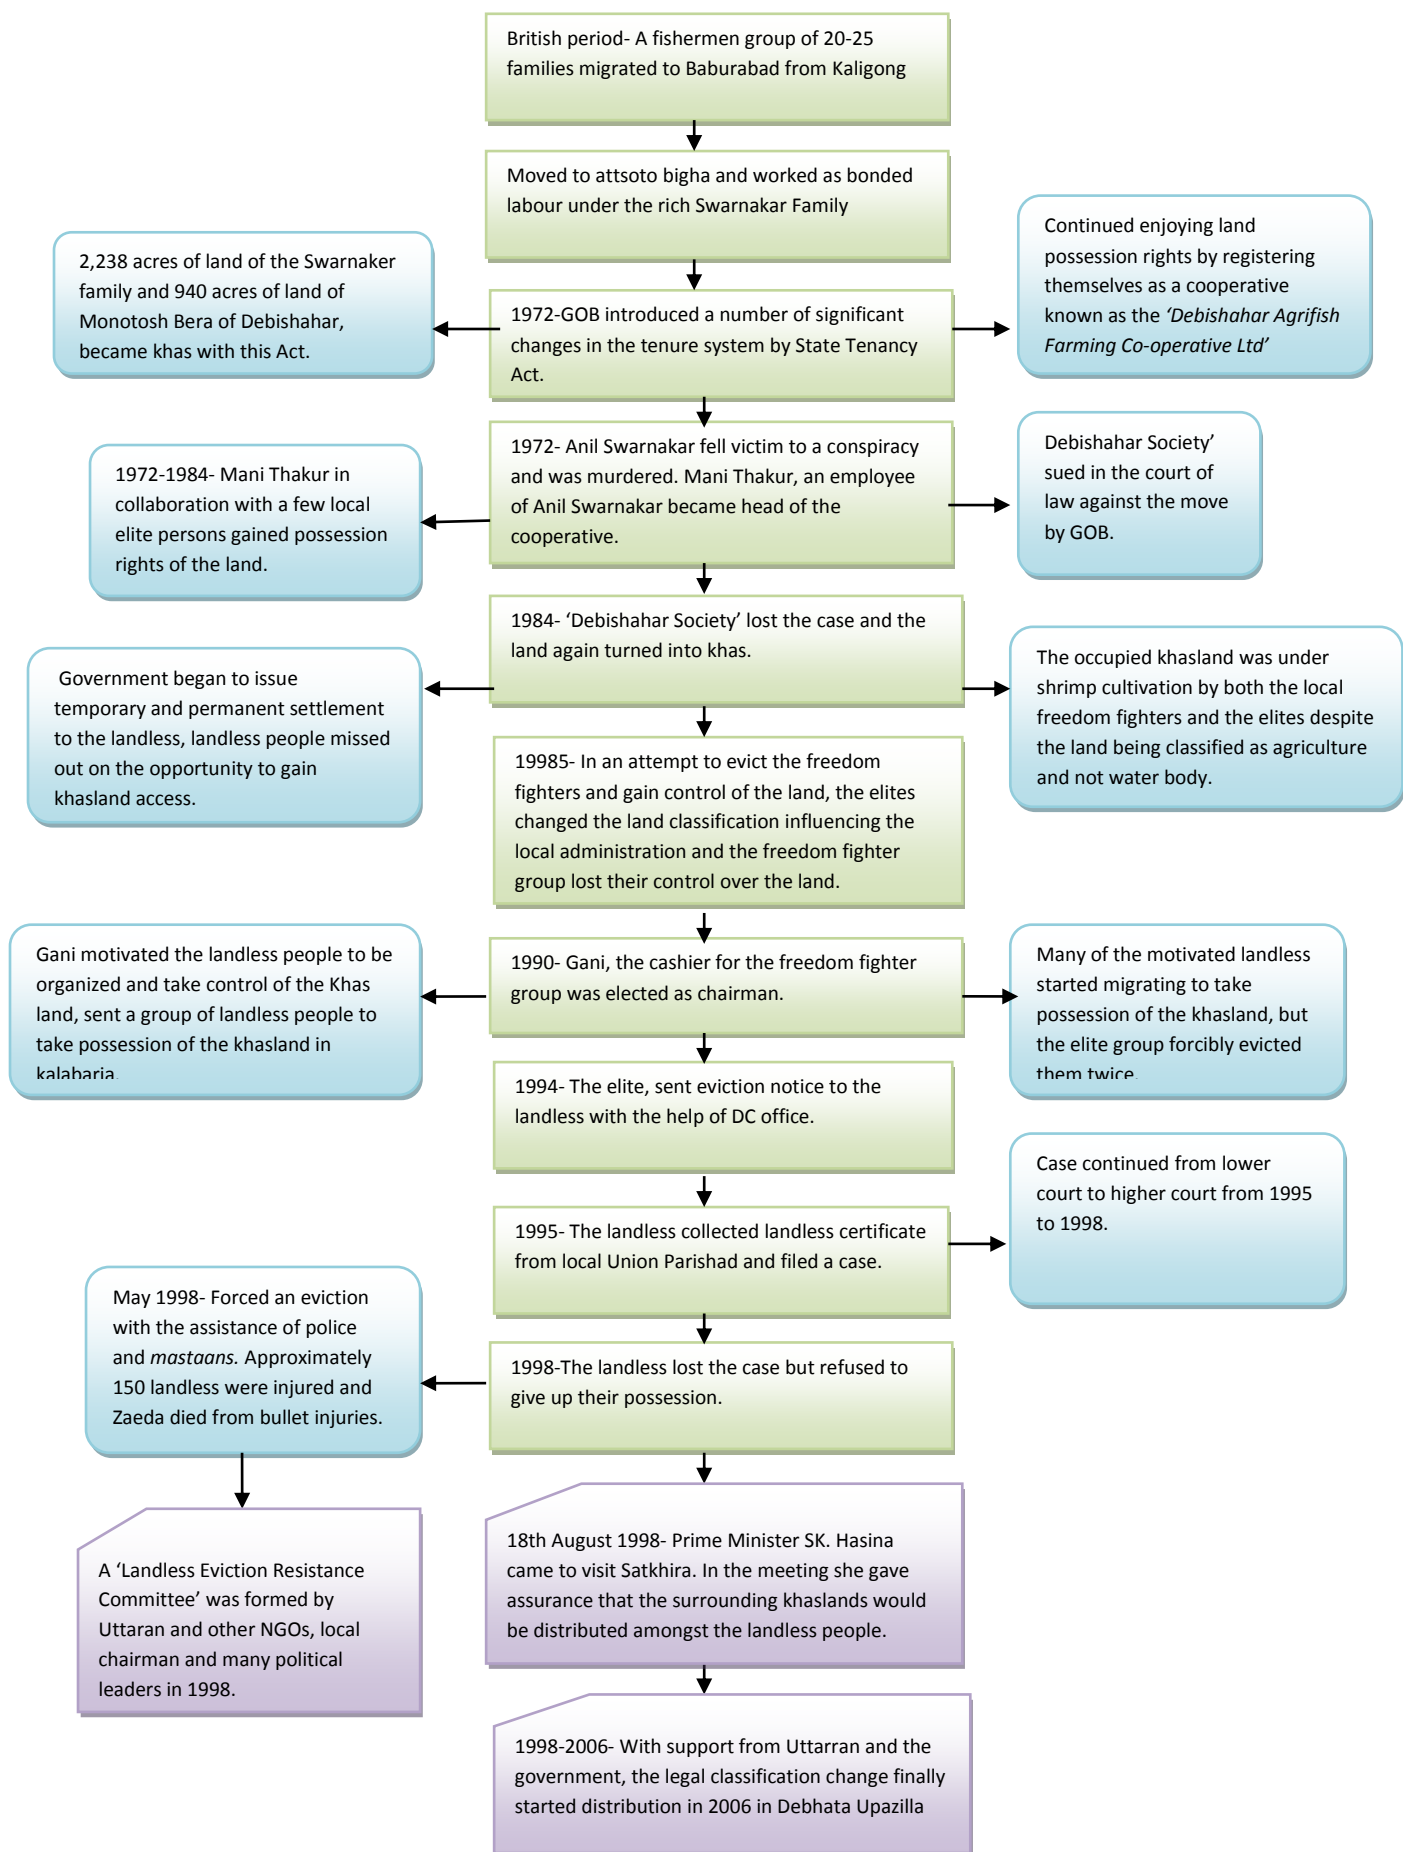 British period- A fishermen group of 20-25
families migrated to Baburabad from Kaligong
Moved to attsoto bigha and worked as bonded
labour under the rich Swarnakar Family
Continued enjoying land
possession rights by registering
themselves as a cooperative
known as the ‘Debishahar Agrifish
Farming Co-operative Ltd’
2,238 acres of land of the Swarnaker
family and 940 acres of land of
Monotosh Bera of Debishahar,
became khas with this Act.
1972-GOB introduced a number of significant
changes in the tenure system by State Tenancy
Act.
1972- Anil Swarnakar fell victim to a conspiracy
and was murdered. Mani Thakur, an employee
of Anil Swarnakar became head of the
cooperative.
Debishahar Society’
sued in the court of
law against the move
by GOB.
1972-1984- Mani Thakur in
collaboration with a few local
elite persons gained possession
rights of the land.
1984- ‘Debishahar Society’ lost the case and the
land again turned into khas.
The occupied khasland was under
shrimp cultivation by both the local
freedom fighters and the elites despite
the land being classified as agriculture
and not water body.
Government began to issue
temporary and permanent settlement
to the landless, landless people missed
out on the opportunity to gain
khasland access.
19985- In an attempt to evict the freedom
fighters and gain control of the land, the elites
changed the land classification influencing the
local administration and the freedom fighter
group lost their control over the land.
Gani motivated the landless people to be
organized and take control of the Khas
land, sent a group of landless people to
take possession of the khasland in
kalabaria.
1990- Gani, the cashier for the freedom fighter
group was elected as chairman.
Many of the motivated landless
started migrating to take
possession of the khasland, but
the elite group forcibly evicted
them twice.
1994- The elite, sent eviction notice to the
landless with the help of DC office.
Case continued from lower
court to higher court from 1995
to 1998.
1995- The landless collected landless certificate
from local Union Parishad and filed a case.
May 1998- Forced an eviction
with the assistance of police
and mastaans. Approximately
150 landless were injured and
Zaeda died from bullet injuries.
1998-The landless lost the case but refused to
give up their possession.
18th August 1998- Prime Minister SK. Hasina
came to visit Satkhira. In the meeting she gave
assurance that the surrounding khaslands would
be distributed amongst the landless people.
A ‘Landless Eviction Resistance
Committee’ was formed by
Uttaran and other NGOs, local
chairman and many political
leaders in 1998.
1998-2006- With support from Uttarran and the
government, the legal classification change finally
started distribution in 2006 in Debhata Upazilla